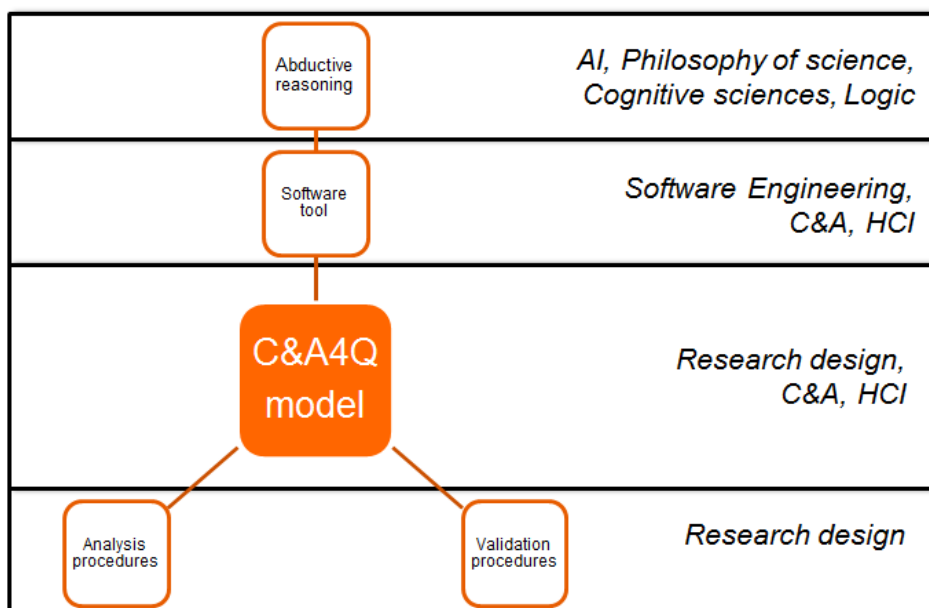 Abductive
reasoning
AI, Philosophy of science,
Cognitive sciences, Logic
Software
tool
Software Engineering,
C&A, HCI
C&A4Q
model
Research design,
C&A, HCI
Analysis
procedures
Validation
procedures
Research design